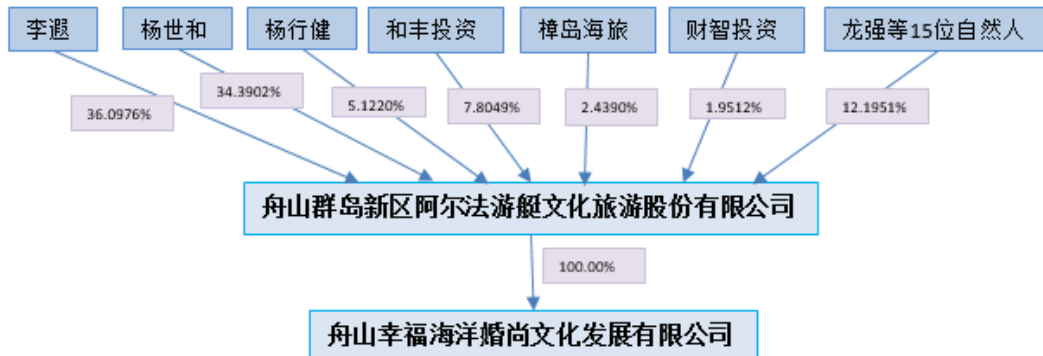 李遐
杨世和
杨行健
和丰投资
樟岛海旅
财智投资
龙强等15位自然人
36.0976%
34.3902%
5.1220%
7.8049%
2.4390%
1.9512%
12.1951%
舟山群岛新区阿尔法游艇文化旅游股份有限公司
100.00%
舟山幸福海洋婚尚文化发展有限公司